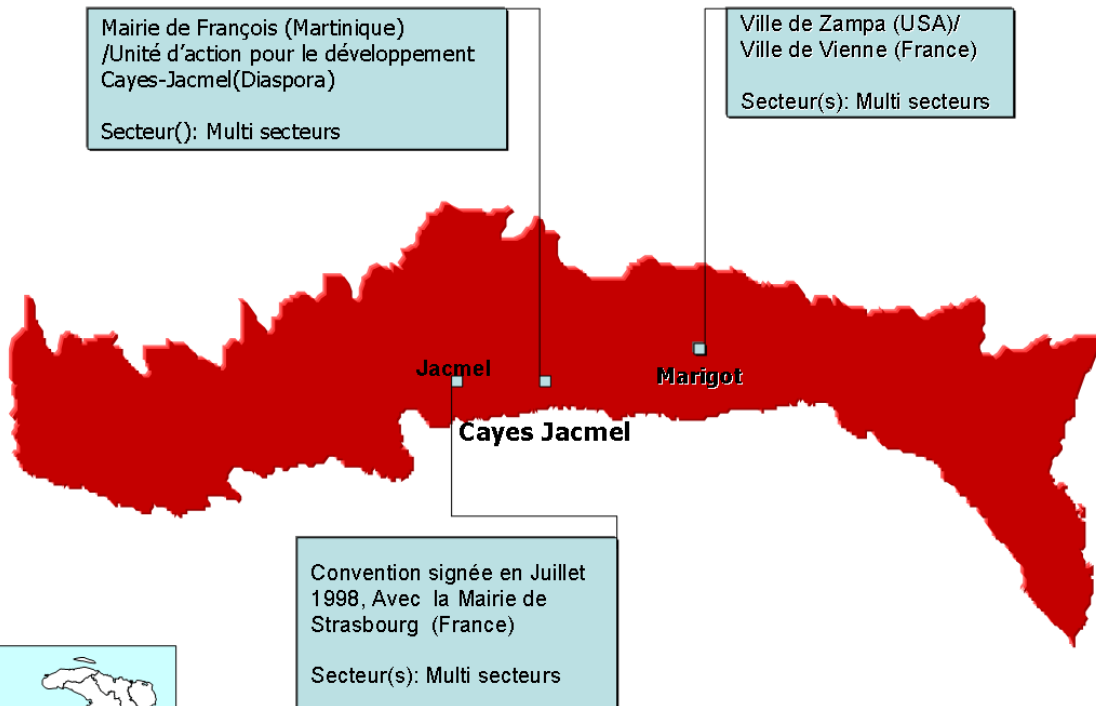 Mairie de François (Martinique)
/Unité d'action pour le développement
Cayes-Jacmel(Diaspora)
Secteur(): Multi secteurs
Ville de Zampa (USA)/
Ville de Vienne (France)
Secteur(s): Multi secteurs
Jacmel
Marigot
Cayes Jacmel
Convention signée en Juillet
1998, Avec la Mairie de
Strasbourg (France)
Secteur(s): Multi secteurs